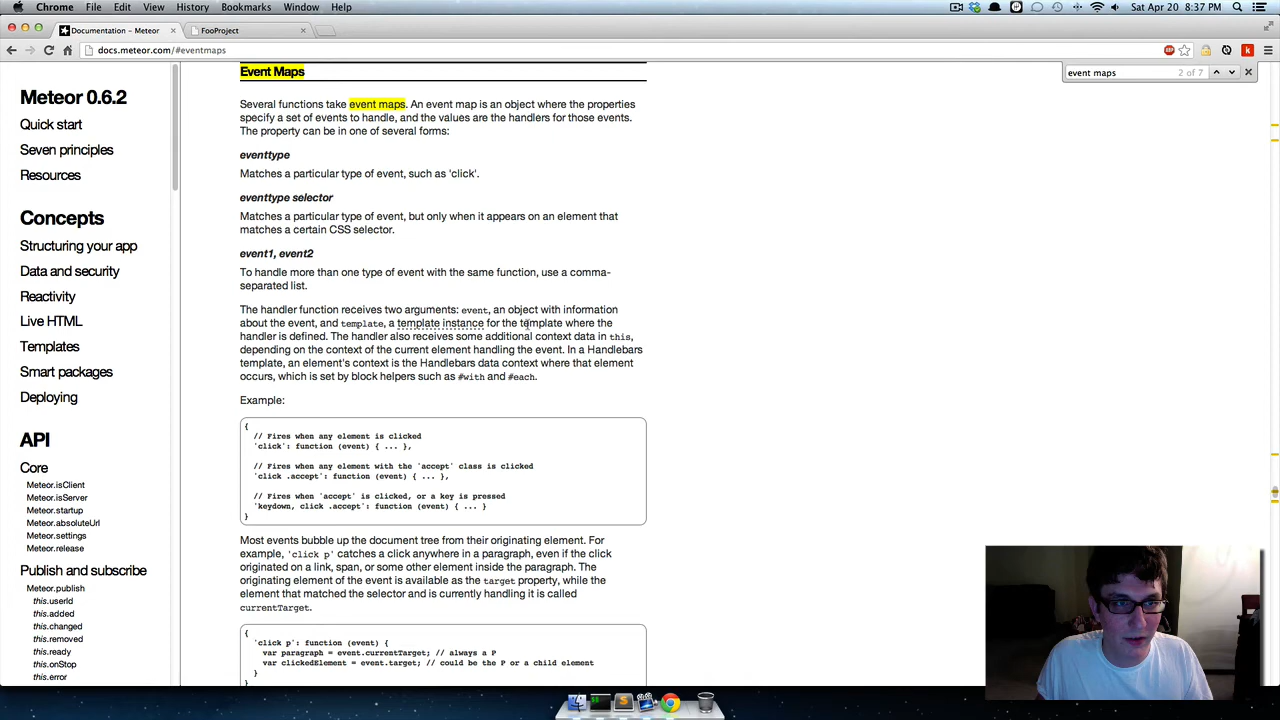 Chrome File Edit View History Bookmarks Window Help
Sat Apr 20 8:37 PM
Documentation – Meteor
FooProject
docs.meteor.com/#eventmaps
event maps 2 of 7
Meteor 0.6.2
Quick start
Seven principles
Resources
Concepts
Structuring your app
Data and security
Reactivity
Live HTML
Templates
Smart packages
Deploying
API
Core
Meteor.isClient
Meteor.isServer
Meteor.startup
Meteor.absoluteUrl
Meteor.settings
Meteor.release
Publish and subscribe
Meteor.publish
this.userId
this.added
this.changed
this.removed
this.ready
this.onStop
this.error
Event Maps
Several functions take event maps. An event map is an object where the properties
specify a set of events to handle, and the values are the handlers for those events.
The property can be in one of several forms:
eventtype
Matches a particular type of event, such as 'click'.
eventtype selector
Matches a particular type of event, but only when it appears on an element that
matches a certain CSS selector.
event1, event2
To handle more than one type of event with the same function, use a comma-
separated list.
The handler function receives two arguments: event, an object with information
about the event, and template, a template instance for the template where the
handler is defined. The handler also receives some additional context data in this,
depending on the context of the current element handling the event. In a Handlebars
template, an element's context is the Handlebars data context where that element
occurs, which is set by block helpers such as #with and #each.
Example:
{
// Fires when any element is clicked
'click': function (event) { ... },
// Fires when any element with the 'accept' class is clicked
'click .accept': function (event) { ... },
// Fires when 'accept' is clicked, or a key is pressed
'keydown, click .accept': function (event) { ... }
}
Most events bubble up the document tree from their originating element. For
example, 'click p' catches a click anywhere in a paragraph, even if the click
originated on a link, span, or some other element inside the paragraph. The
originating element of the event is available as the target property, while the
element that matched the selector and is currently handling it is called
currentTarget.
{
'click p': function (event) {
var paragraph = event.currentTarget; // always a P
var clickedElement = event.target; // could be the P or a child element
}
}